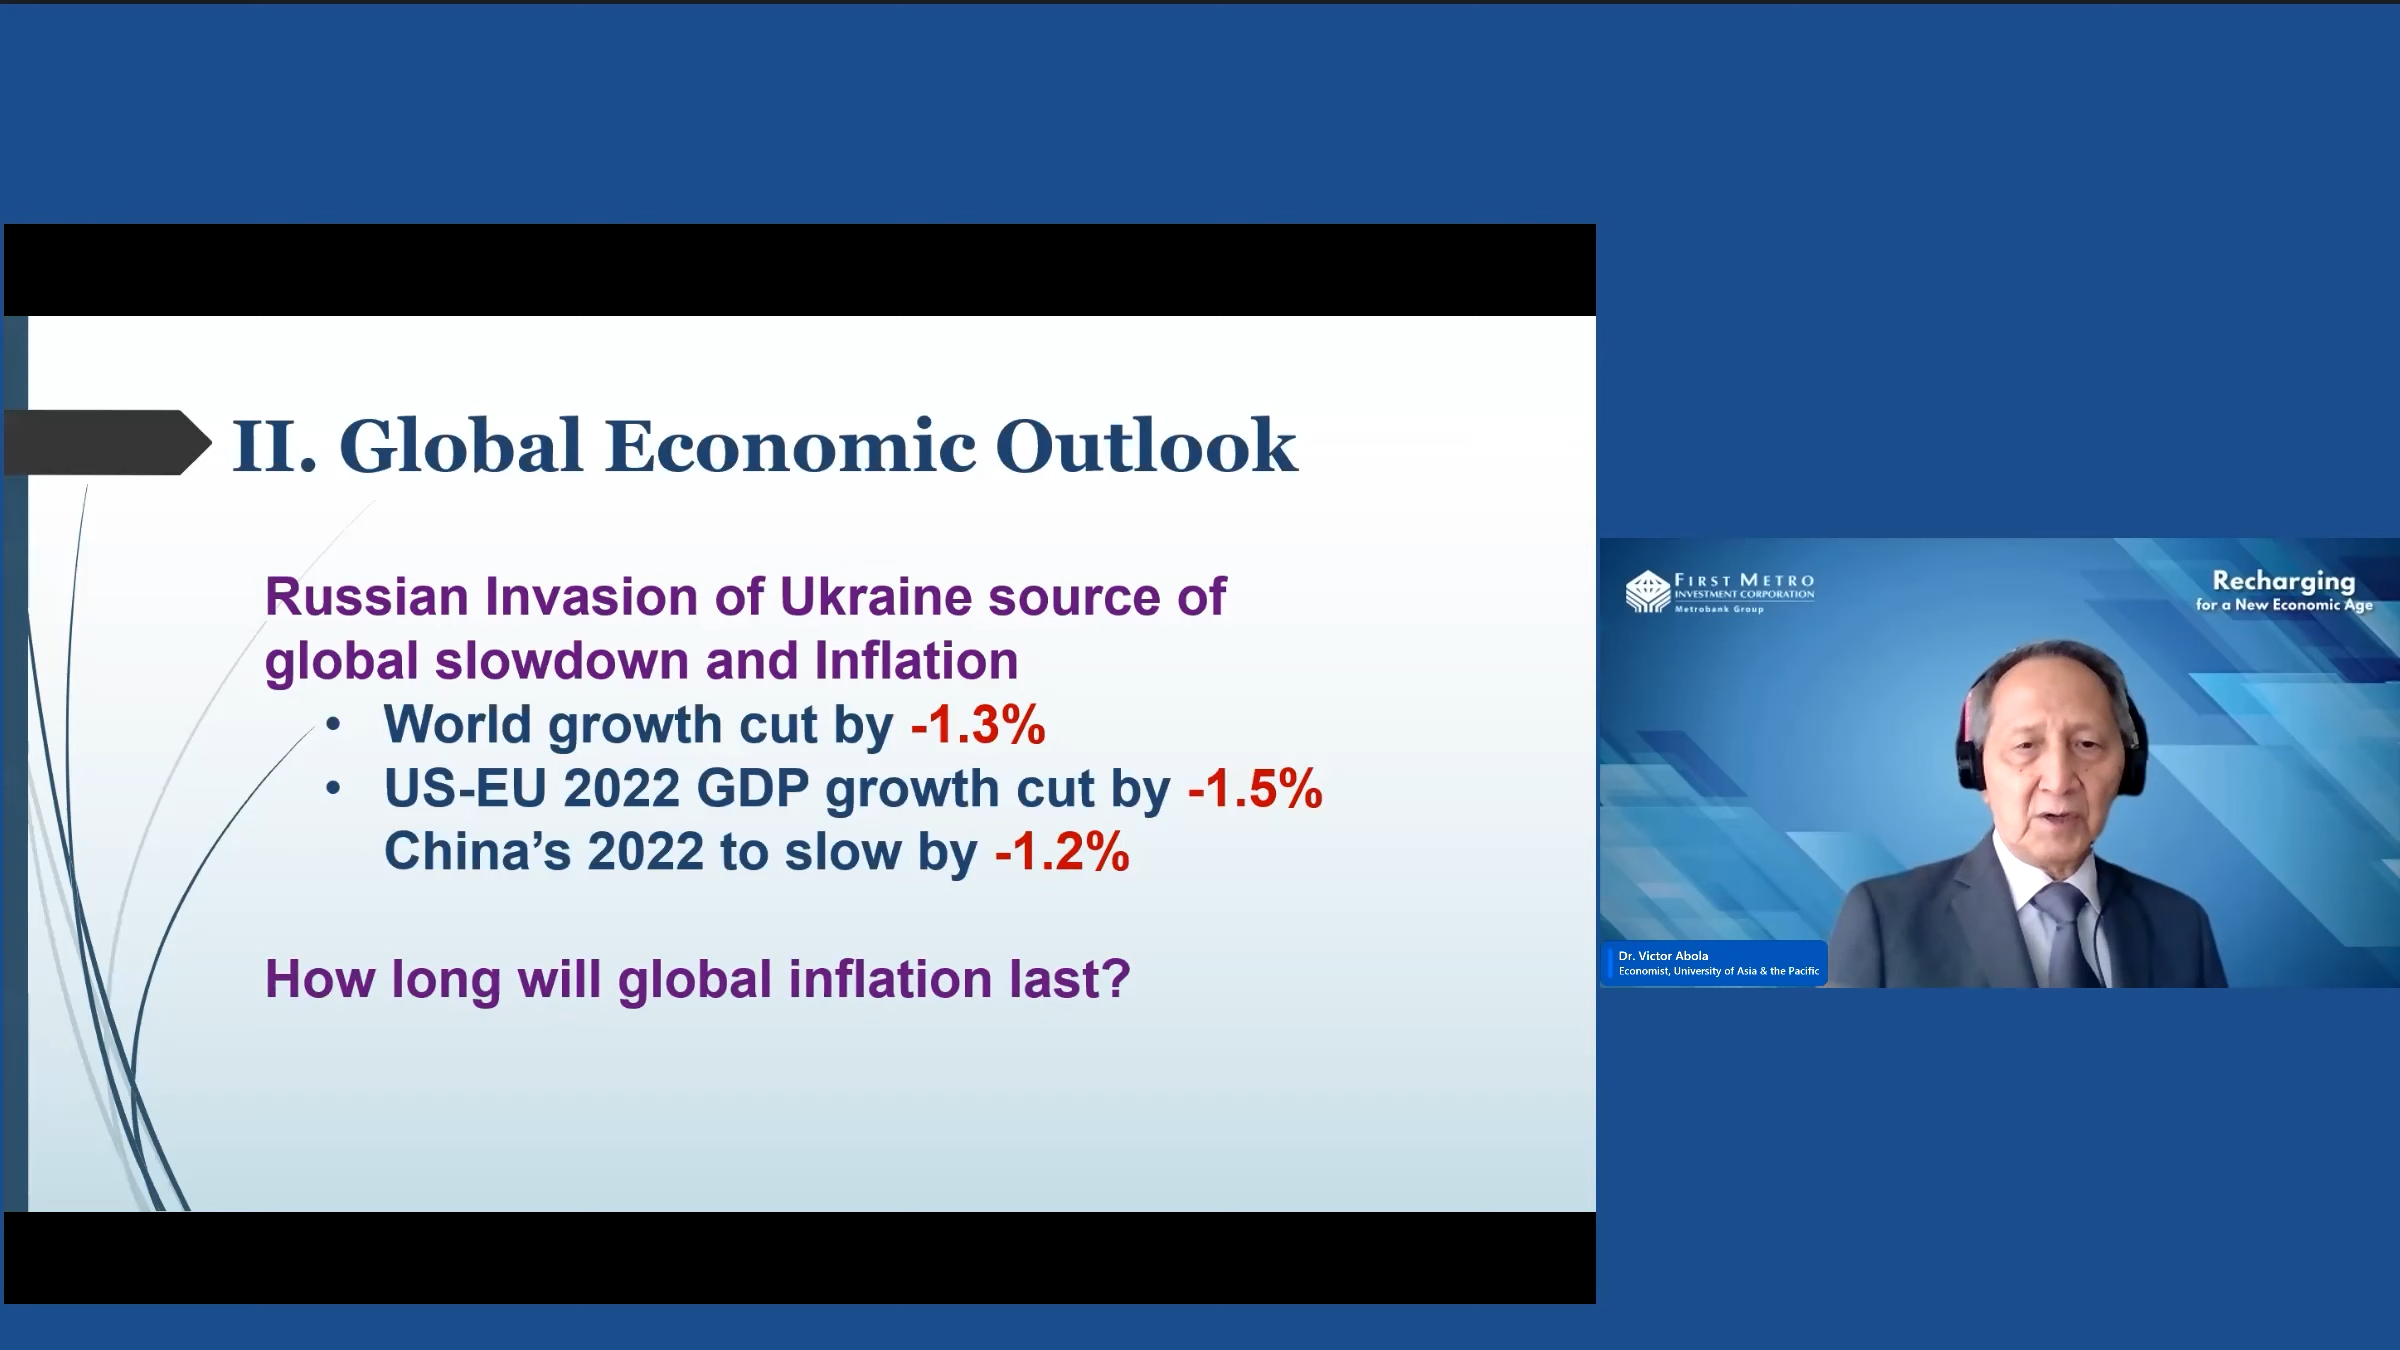 II. Global Economic Outlook
Russian Invasion of Ukraine source of
global slowdown and Inflation
• World growth cut by -1.3%
• US-EU 2022 GDP growth cut by -1.5%
China’s 2022 to slow by -1.2%
How long will global inflation last?
FIRST METRO
INVESTMENT CORPORATION
Metrobank Group
Recharging
for a New Economic Age
Dr. Victor Abola
Economist, University of Asia & the Pacific